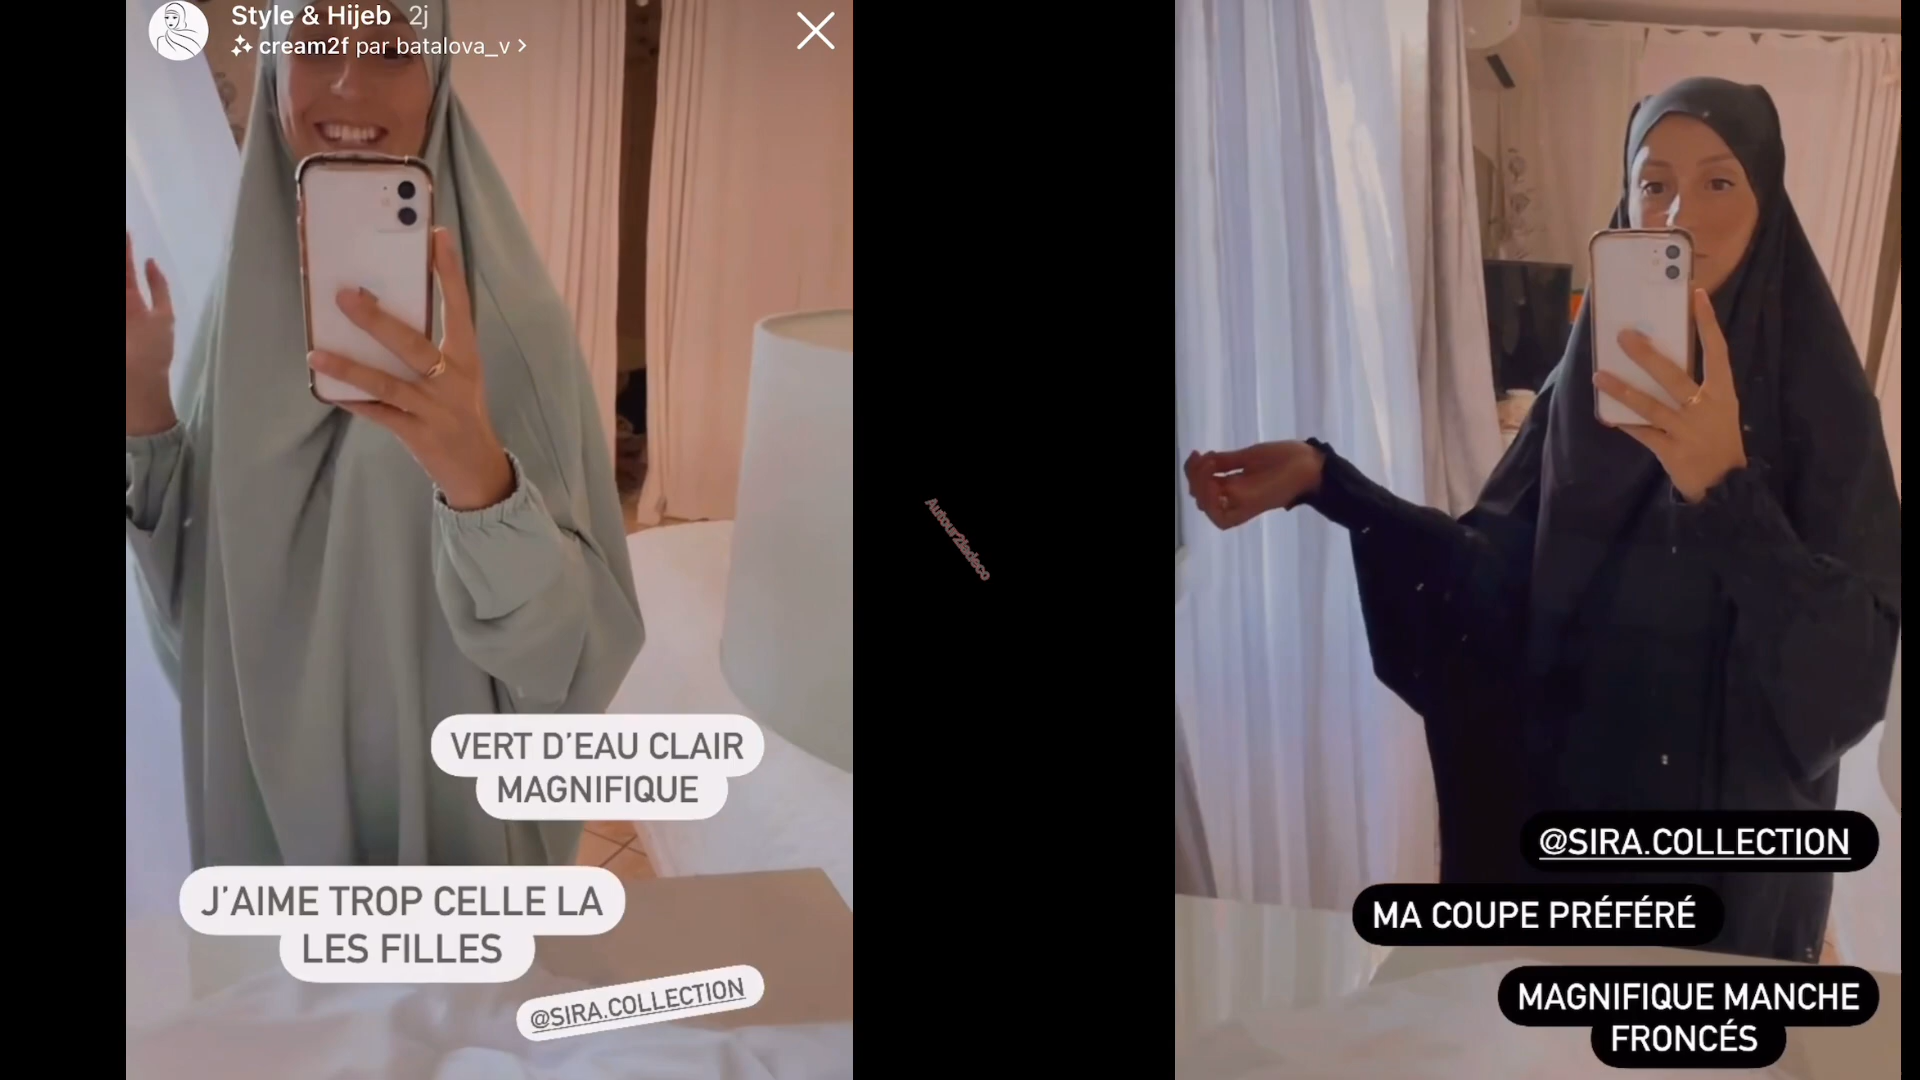 Style & Hijeb 2j
cream2f par batalova_v >
VERT D'EAU CLAIR
MAGNIFIQUE
J'AIME TROP CELLE LA
LES FILLES
@SIRA.COLLECTION
Autour2ledeco
@SIRA.COLLECTION
MA COUPE PRÉFÉRÉ
MAGNIFIQUE MANCHE
FRONCÉS